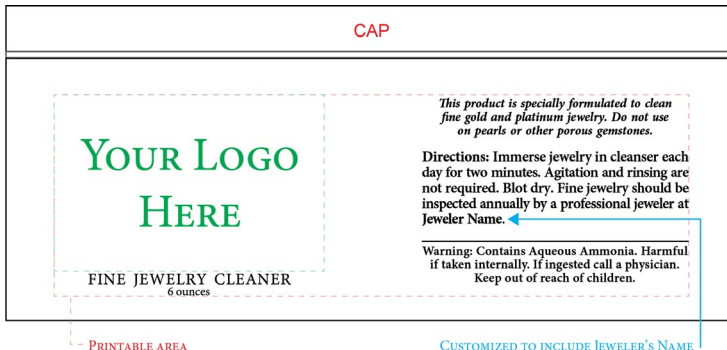 CAP
YOUR LOGO
HERE
FINE JEWELRY CLEANER
6 ounces
This product is specially formulated to clean
fine gold and platinum jewelry. Do not use
on pearls or other porous gemstones.
Directions: Immerse jewelry in cleanser each
day for two minutes. Agitation and rinsing are
not required. Blot dry. Fine jewelry should be
inspected annually by a professional jeweler at
Jeweler Name.
Warning: Contains Aqueous Ammonia. Harmful
if taken internally. If ingested call a physician.
Keep out of reach of children.
PRINTABLE AREA
CUSTOMIZED TO INCLUDE JEWELER'S NAME